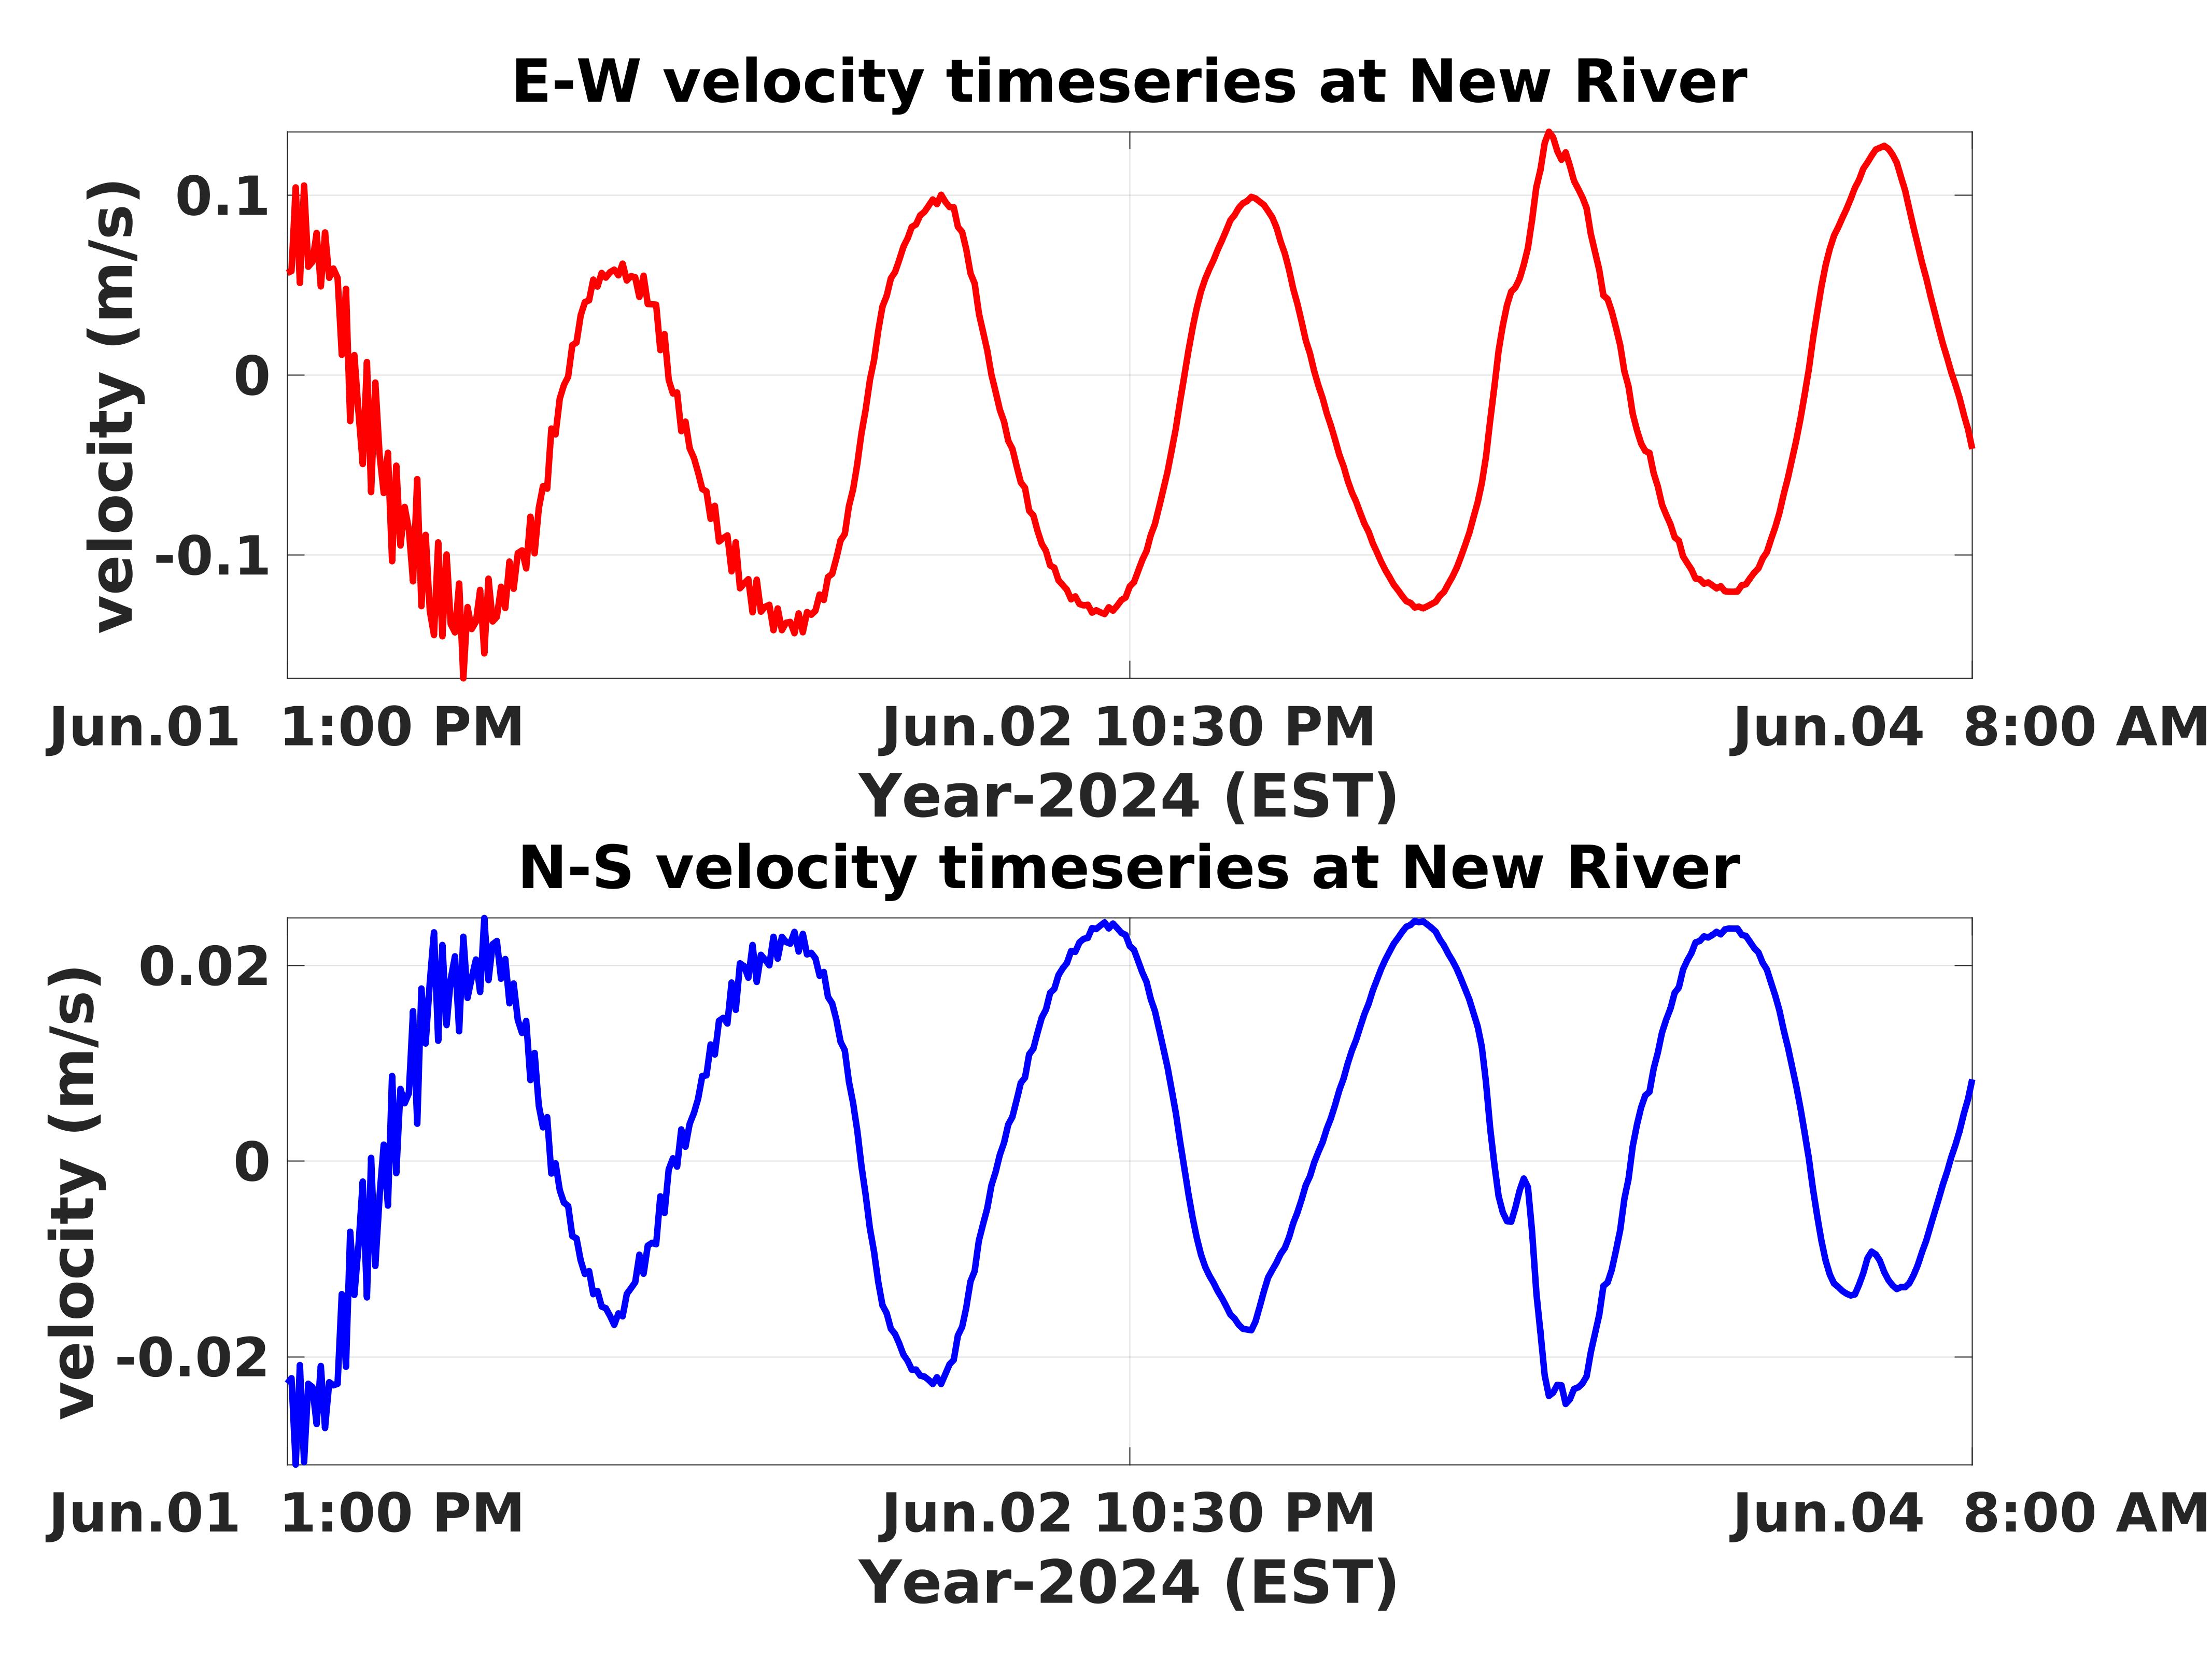 E-W velocity timeseries at New River
velocity (m/s)
0.1
0
-0.1
Jun.01  1:00 PM
Jun.02 10:30 PM
Jun.04  8:00 AM
Year-2024 (EST)
N-S velocity timeseries at New River
velocity (m/s)
0.02
0
-0.02
Jun.01  1:00 PM
Jun.02 10:30 PM
Jun.04  8:00 AM
Year-2024 (EST)